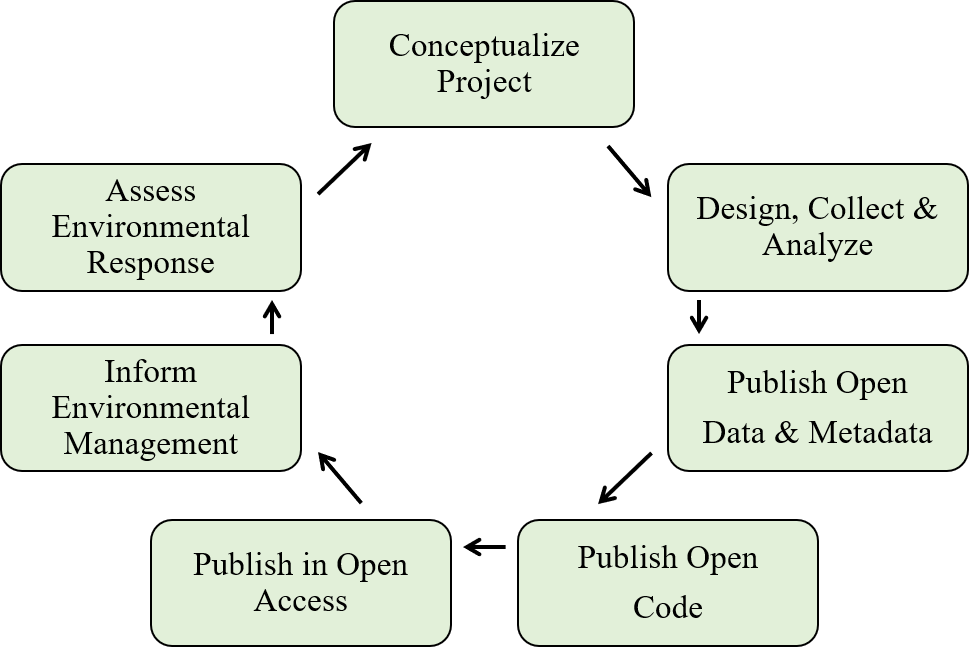 Conceptualize
Project
Assess
Environmental
Response
Design, Collect &
Analyze
Inform
Environmental
Management
Publish Open
Data & Metadata
Publish in Open
Access
Publish Open
Code